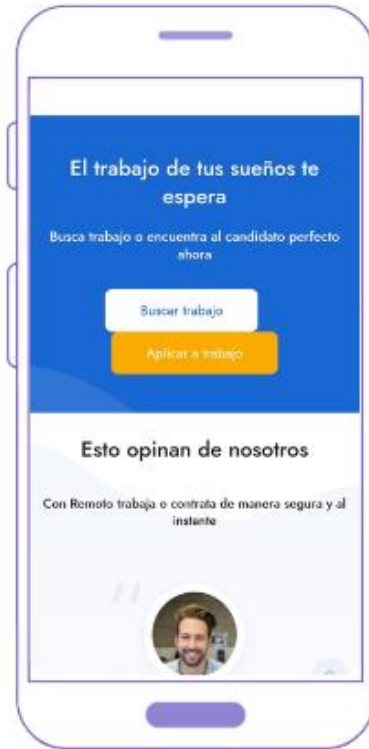 El trabajo de tus sueños te
espera
Busca trabajo o encuentra al candidato perfecto
ahora
Buscar trabajo
Aplicar a trabajo
Esto opinan de nosotros
Con Remoto trabaja o contrata de manera segura y al
instante